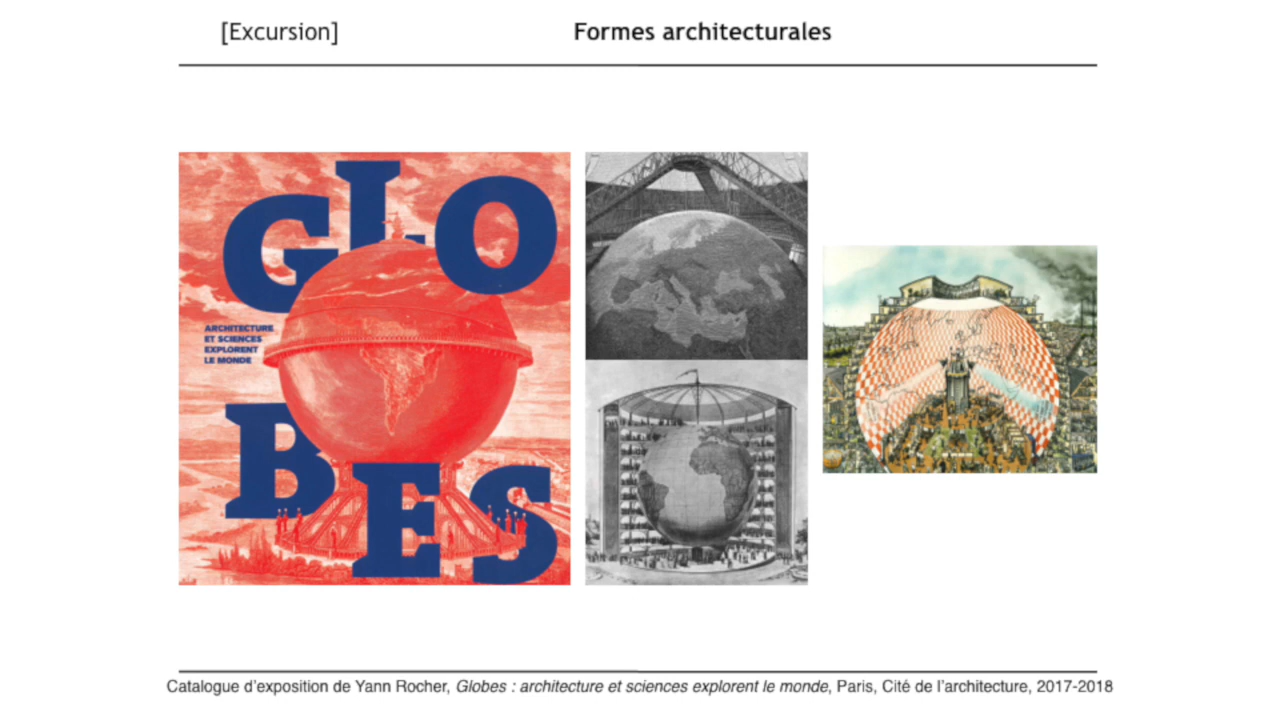 [Excursion]
Formes architecturales
GLO
ARCHITECTURE
ET SCIENCES
EXPLORENT
LE MONDE
BES
Catalogue d'exposition de Yann Rocher, Globes : architecture et sciences explorent le monde, Paris, Cité de l'architecture, 2017-2018